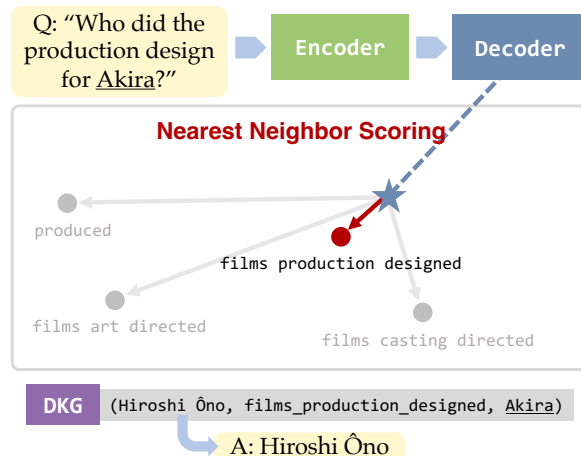 Q: “Who did the
production design
for Akira?”
Encoder
Decoder
Nearest Neighbor Scoring
produced
films production designed
films art directed
films casting directed
DKG
(Hiroshi Ôno, films_production_designed, Akira)
A: Hiroshi Ôno